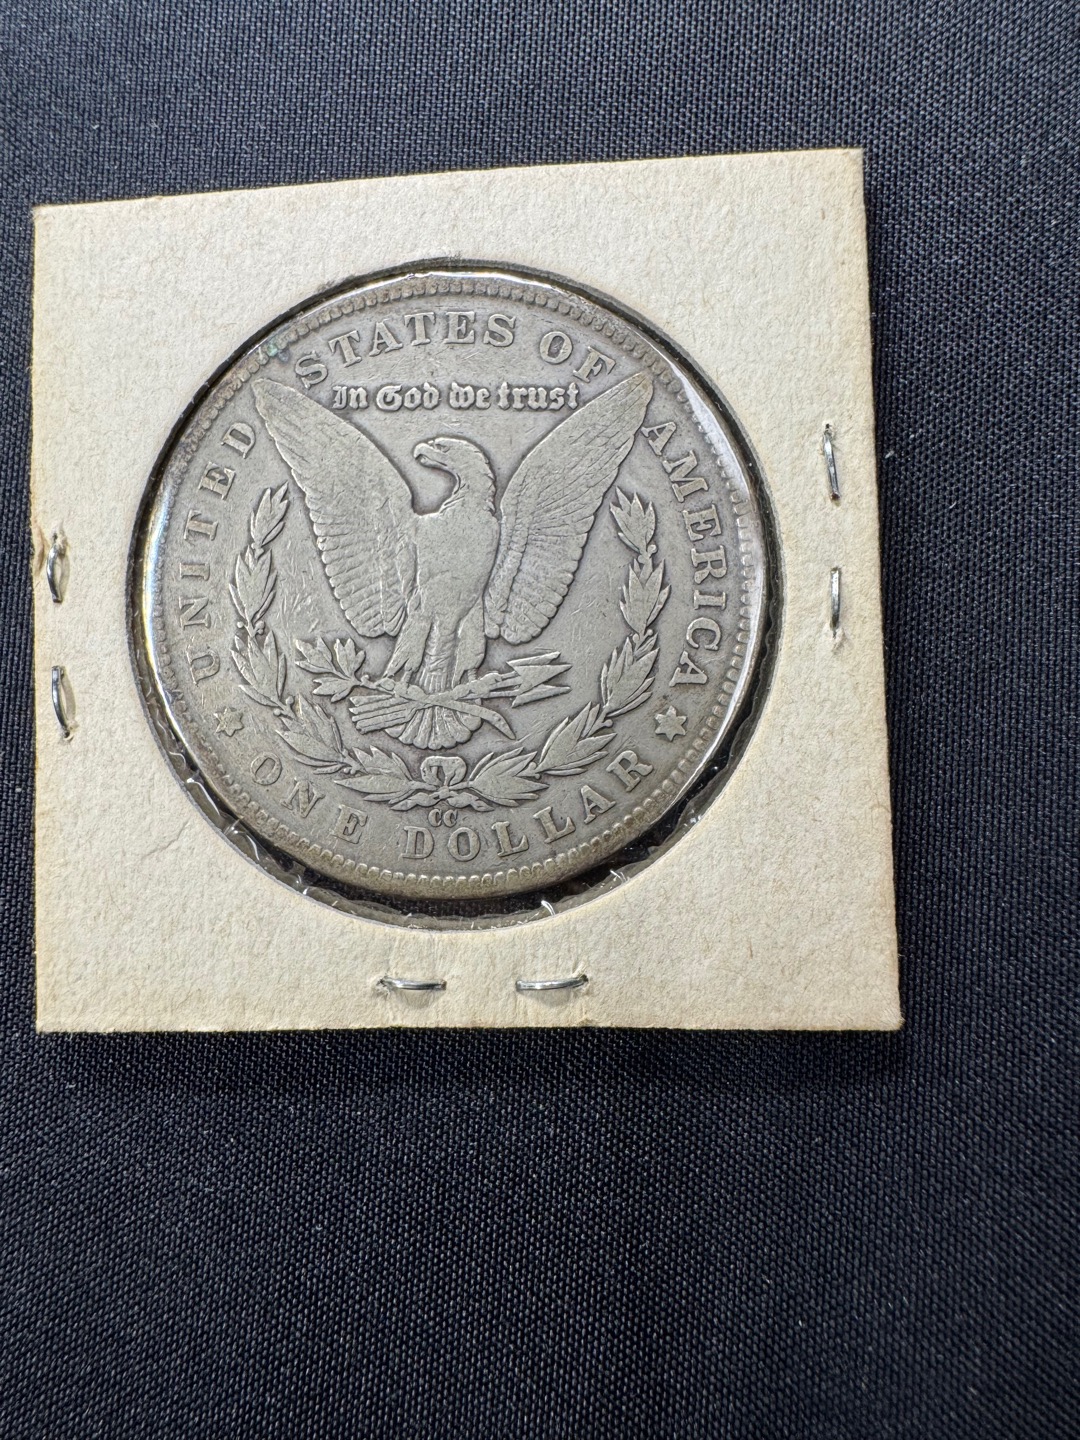 UNITED STATES OF AMERICA
In God we trust
CC
ONE DOLLAR